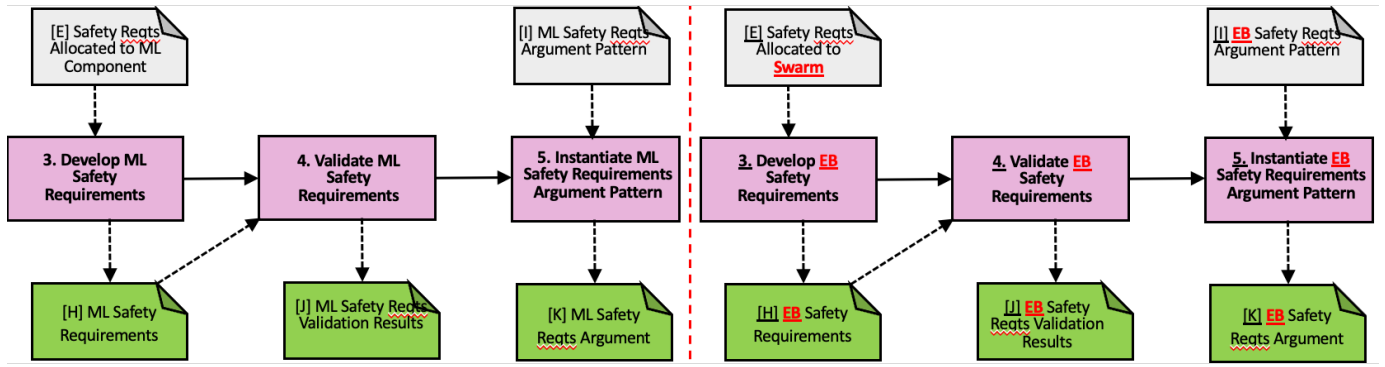 [E] Safety Reqts
Allocated to ML
Component
[I] ML Safety Reqts
Argument Pattern
3. Develop ML
Safety
Requirements
4. Validate ML
Safety
Requirements
5. Instantiate ML
Safety Requirements
Argument Pattern
[H] ML Safety
Requirements
[J] ML Safety Reqts
Validation Results
[K] ML Safety
Reqts Argument
[E] Safety Reqts
Allocated to
Swarm
[I] EB Safety Reqts
Argument Pattern
3. Develop EB
Safety
Requirements
4. Validate EB
Safety
Requirements
5. Instantiate EB
Safety Requirements
Argument Pattern
[H] EB Safety
Requirements
[J] EB Safety
Reqts Validation
Results
[K] EB Safety
Reqts Argument